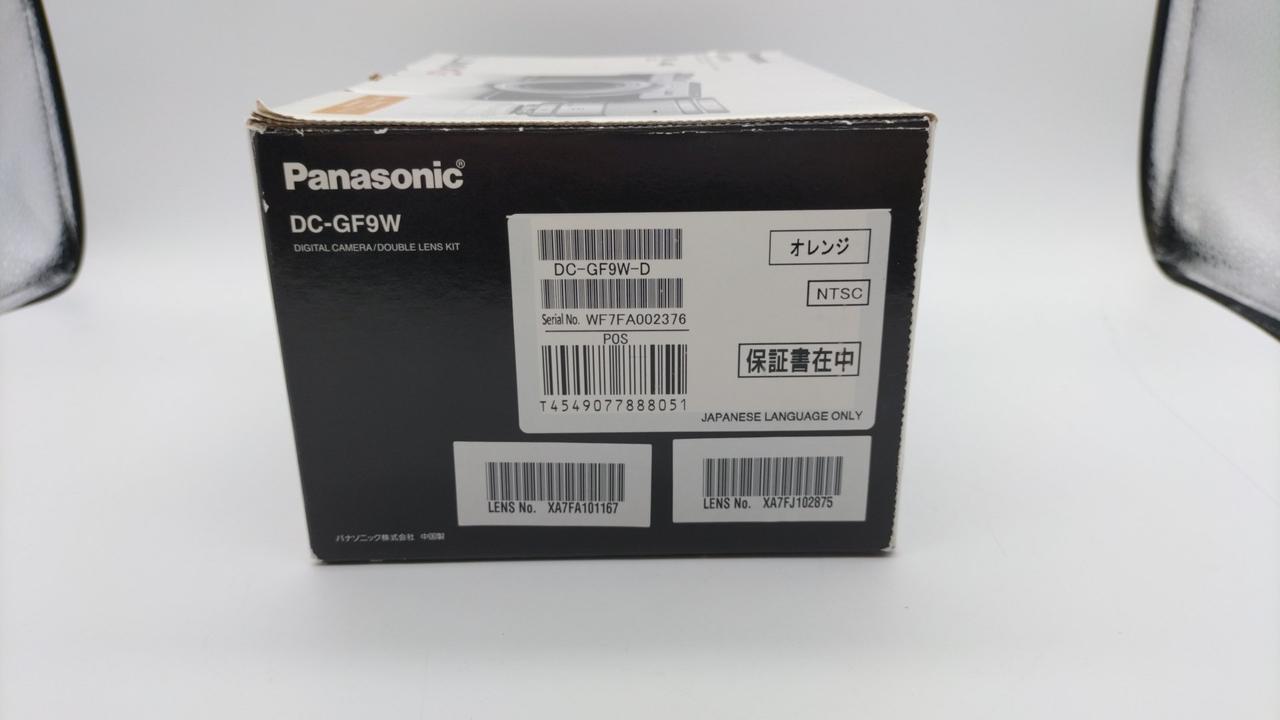 Panasonic®
DC-GF9W
DIGITAL CAMERA/DOUBLE LENS KIT
DC-GF9W-D
Serial No. WF7FA002376
POS
T4549077888051
オレンジ
NTSC
保証書在中
JAPANESE LANGUAGE ONLY
LENS No. XA7FA101167
LENS No. XA7FJ102875
パナソニック株式会社 中国製